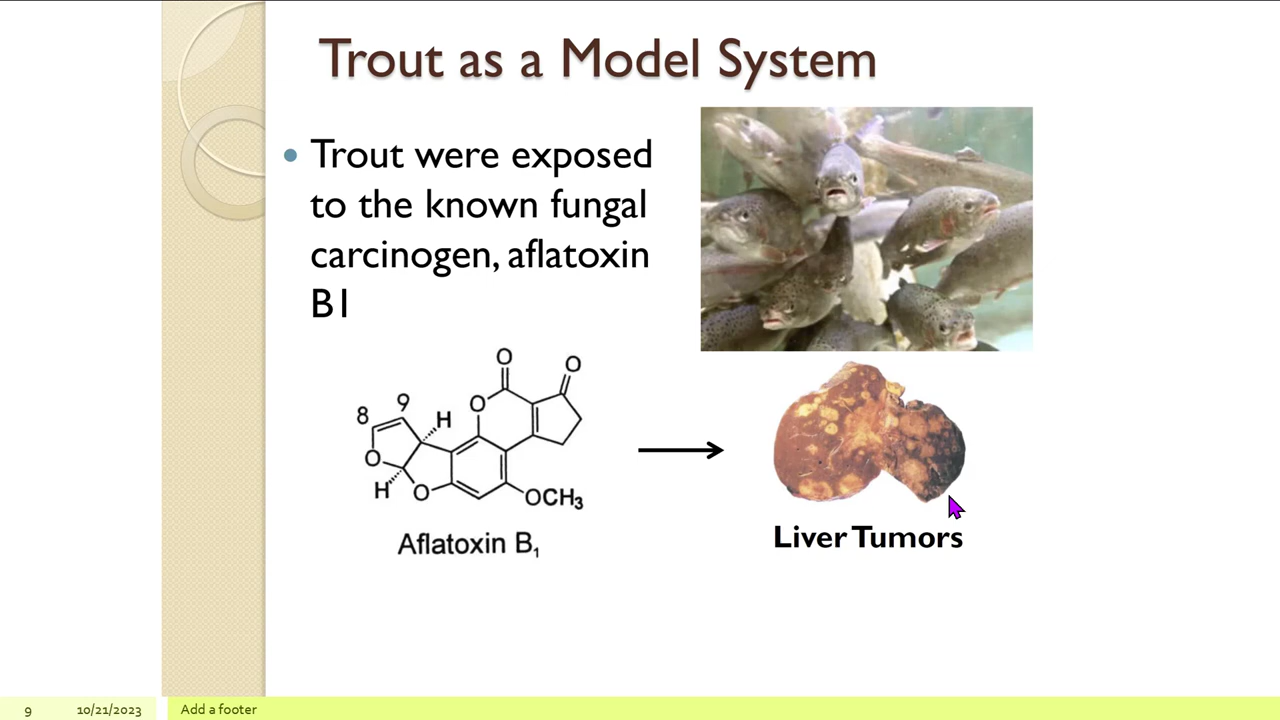 Trout as a Model System
• Trout were exposed
to the known fungal
carcinogen, aflatoxin
B1
O
O
8
9
H
O
O
H
O
OCH₃
Aflatoxin B₁
Liver Tumors
9
10/21/2023
Add a footer